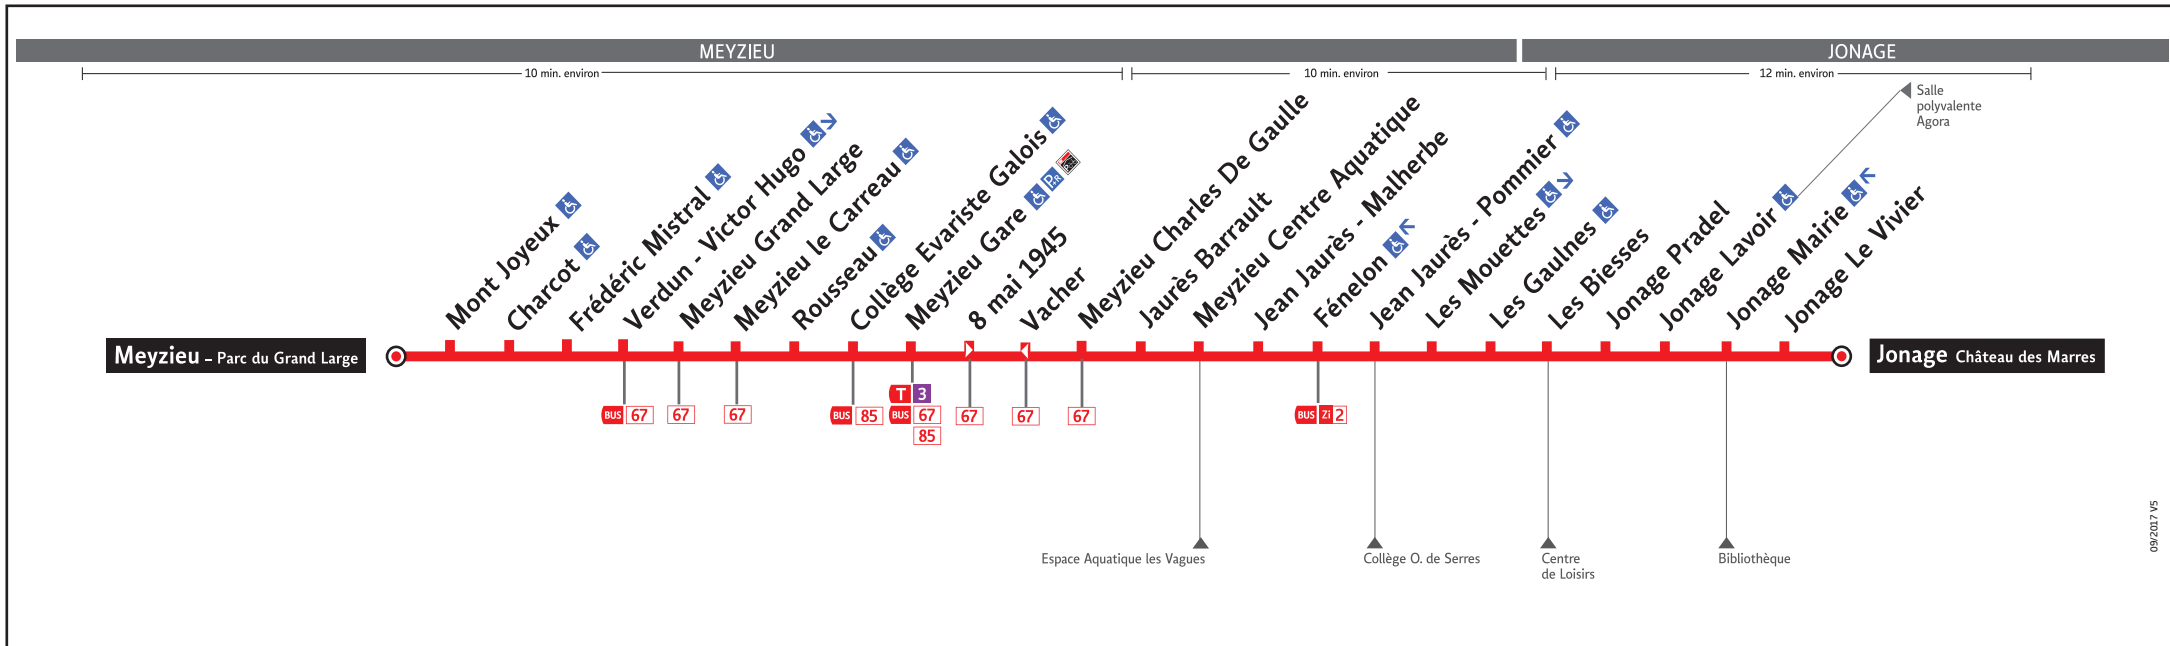 MEYZIEU
JONAGE
10 min. environ
10 min. environ
12 min. environ
Salle
polyvalente
Agora
Mont Joyeux
Charcot
Frédéric Mistral
Verdun - Victor Hugo
Meyzieu Grand Large
Meyzieu le Carreau
Rousseau
Collège Evariste Galois
Meyzieu Gare P+R
8 mai 1945
Vacher
Meyzieu Charles De Gaulle
Jaurès Barrault
Meyzieu Centre Aquatique
Jean Jaurès - Malherbe
Fénelon
Jean Jaurès - Pommier
Les Mouettes
Les Gaulnes
Les Biesses
Jonage Pradel
Jonage Lavoir
Jonage Mairie
Jonage Le Vivier
Meyzieu – Parc du Grand Large
Jonage Château des Marres
T 3
BUS 67
67
67
BUS 85
BUS 67
67
67
67
BUS Zi 2
85
Espace Aquatique les Vagues
Collège O. de Serres
Centre
de Loisirs
Bibliothèque
09/2017 V5